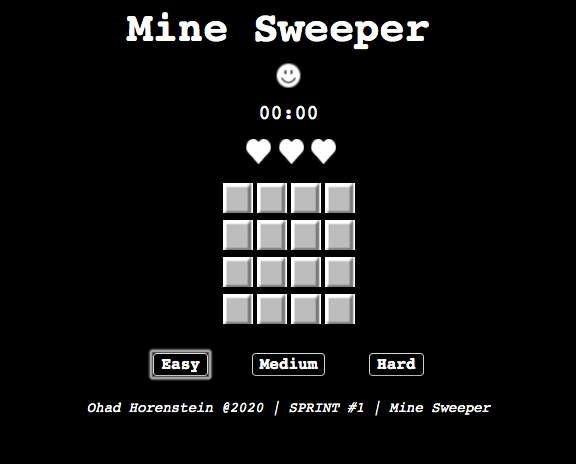 Mine Sweeper
00:00
Easy Medium Hard
Ohad Horenstein @2020 | SPRINT #1 | Mine Sweeper